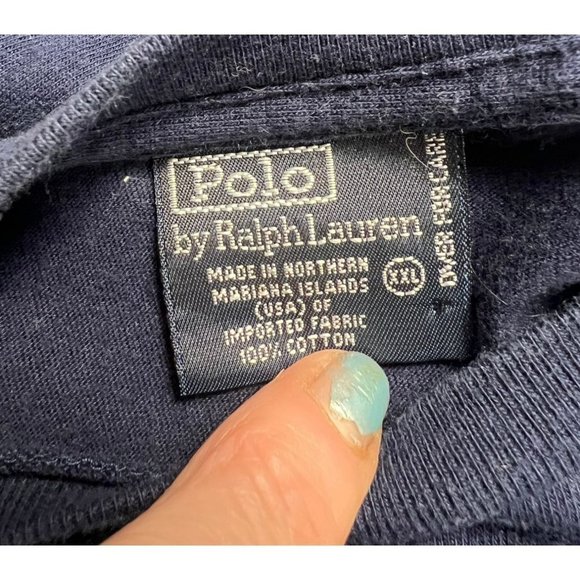 Polo
by Ralph Lauren
MADE IN NORTHERN
MARIANA ISLANDS
(USA) OF
IMPORTED FABRIC
100% COTTON
XXL
OVER FOR CARE